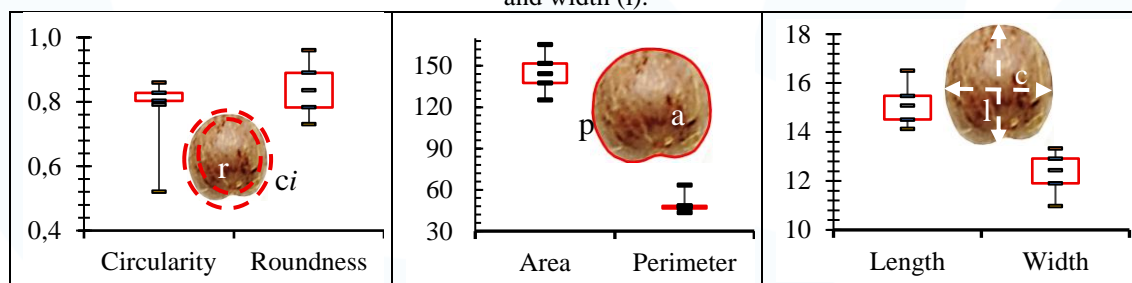 and width (l).
1,0
0,8
0,6
0,4
r
ci
Circularity Roundness
150
120
90
60
30
p
a
Area Perimeter
18
16
14
12
10
c
l
Length Width